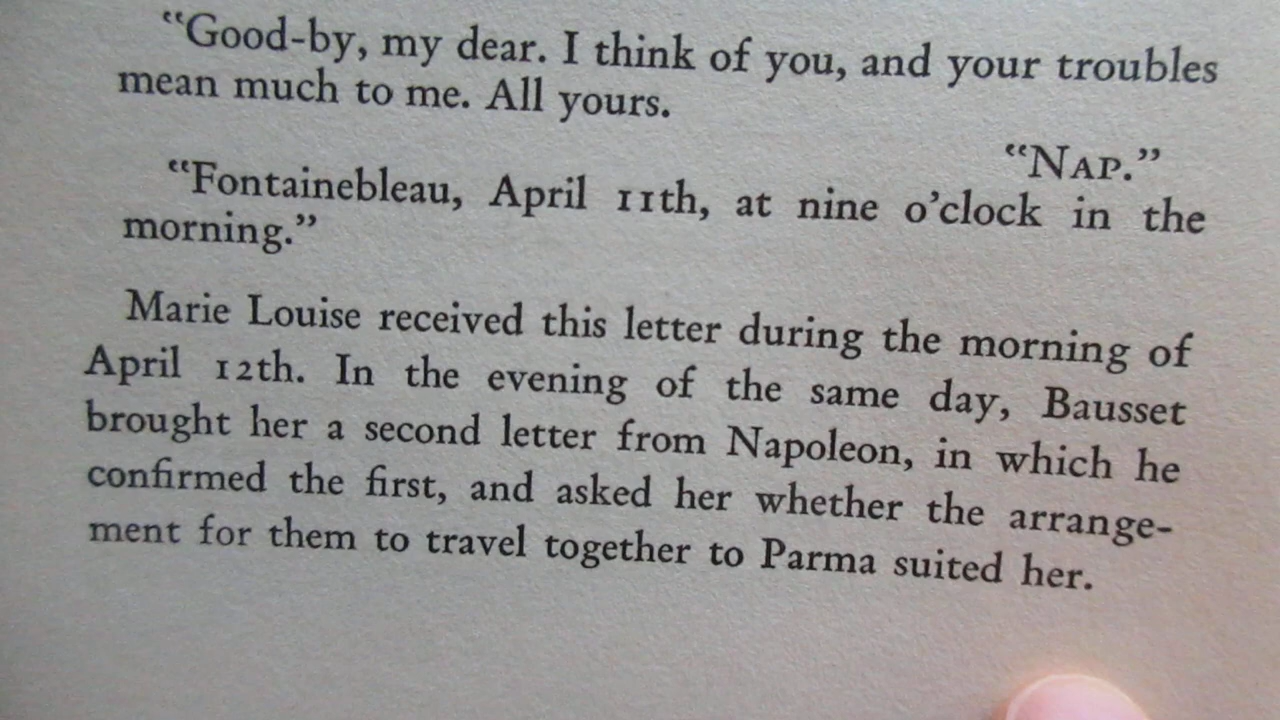 “Good-by, my dear. I think of you, and your troubles
mean much to me. All yours.
“NAP.”
“Fontainebleau, April 11th, at nine o’clock in the
morning.”
Marie Louise received this letter during the morning of
April 12th. In the evening of the same day, Bausset
brought her a second letter from Napoleon, in which he
confirmed the first, and asked her whether the arrange-
ment for them to travel together to Parma suited her.